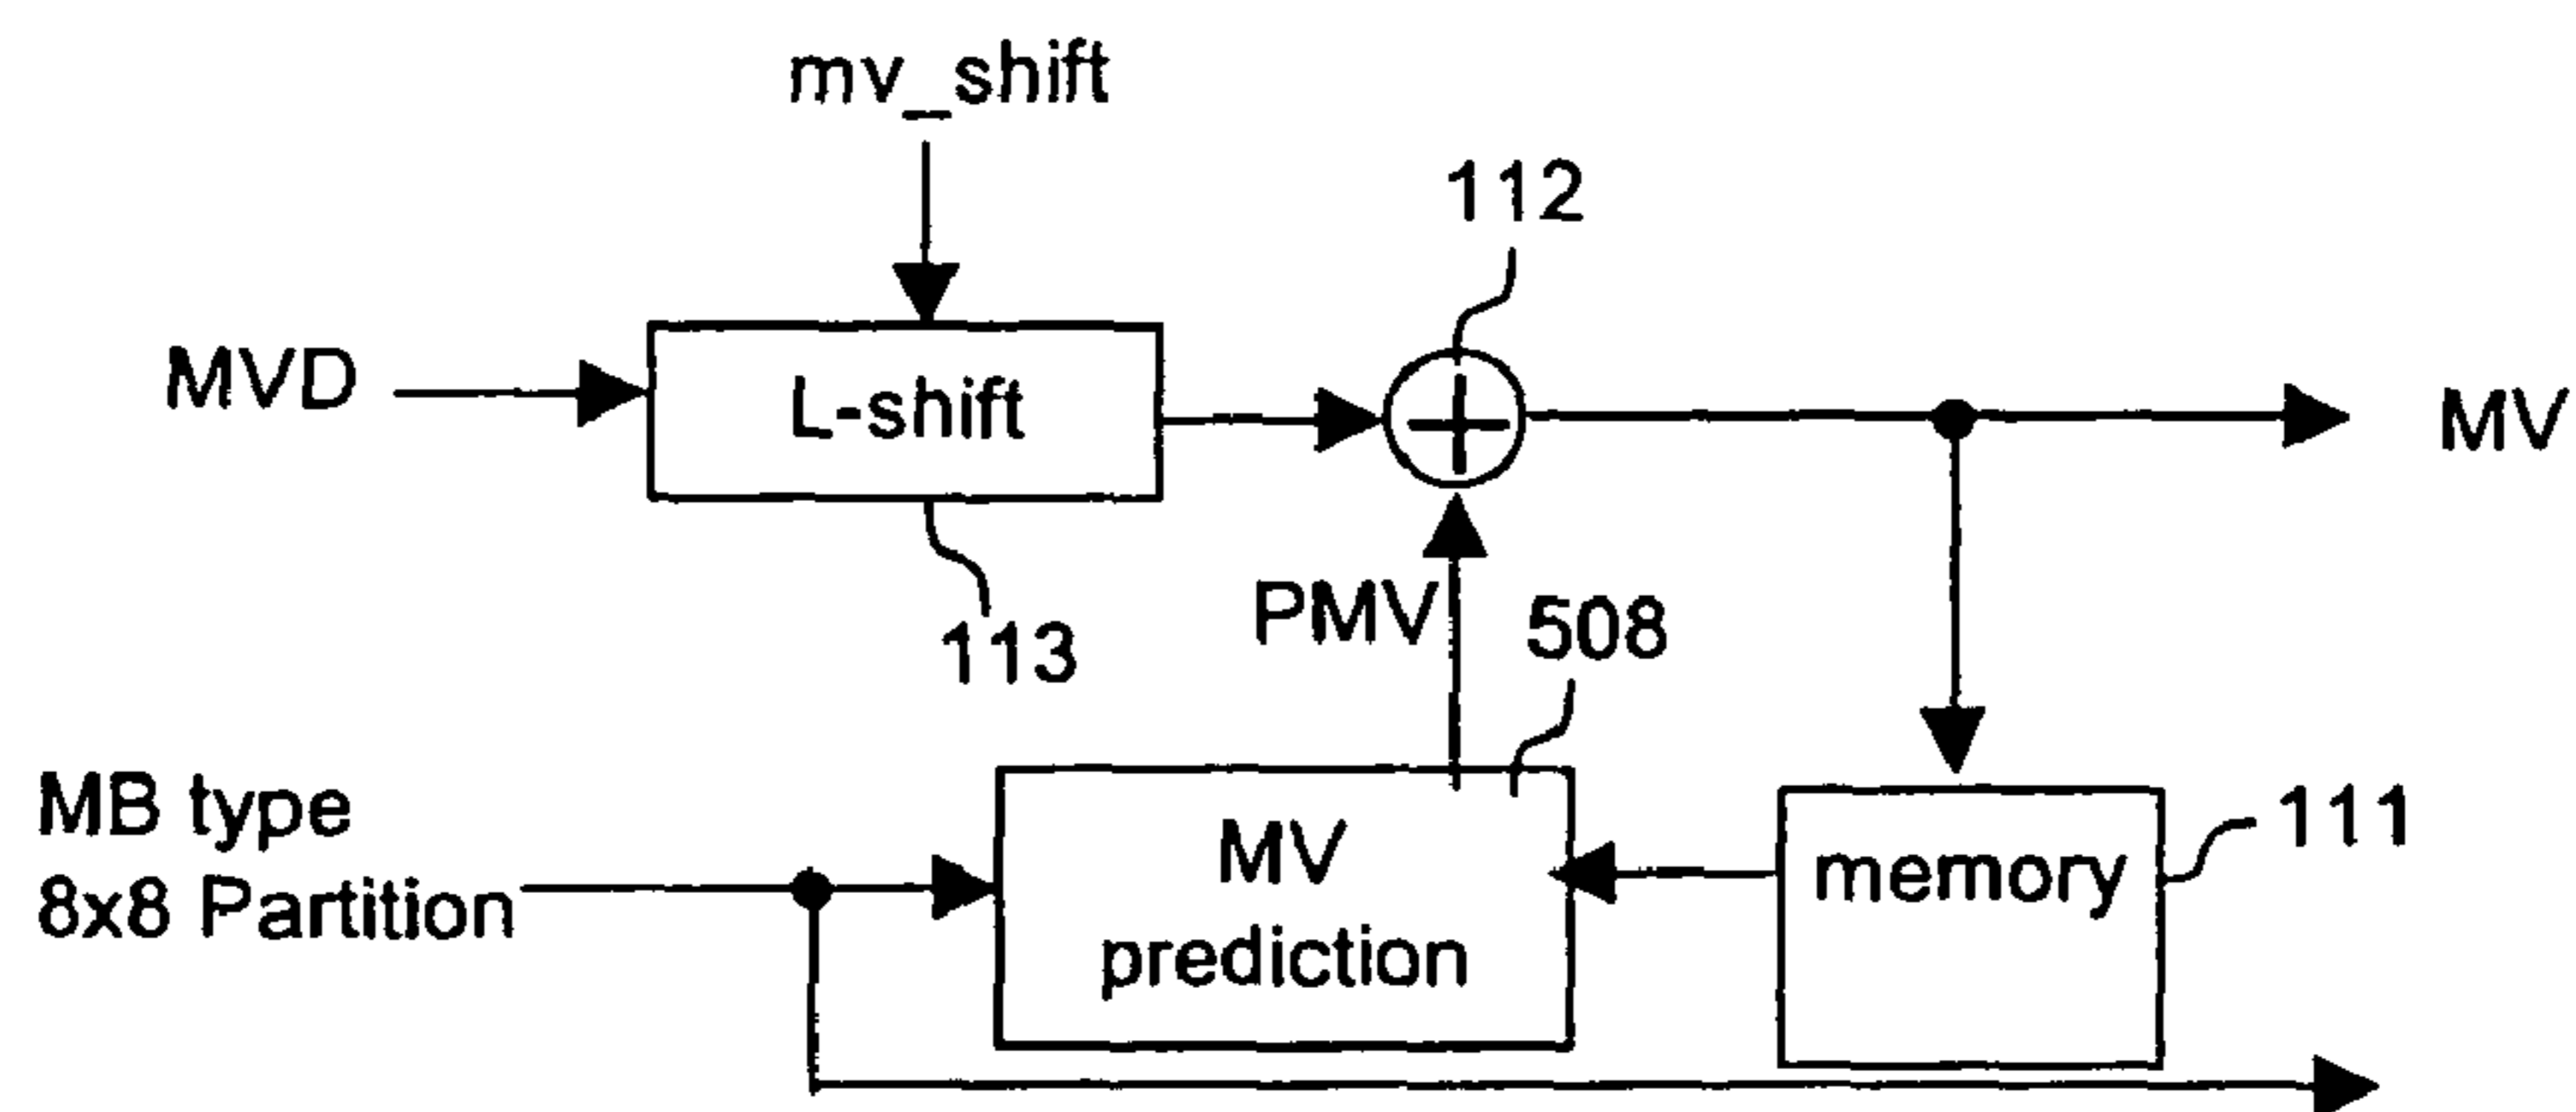 mv_shift
112
MVD
L-shift
MV
113
PMV
508
MB type
8x8 Partition
MV
prediction
memory
111